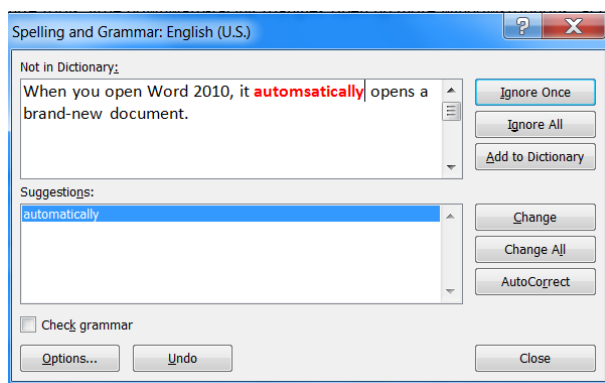 Spelling and Grammar: English (U.S.)
?
X
Not in Dictionary:
When you open Word 2010, it automsatically opens a
brand-new document.
Ignore Once
Ignore All
Add to Dictionary
Suggestions:
automatically
Change
Change All
AutoCorrect
Check grammar
Options...
Undo
Close